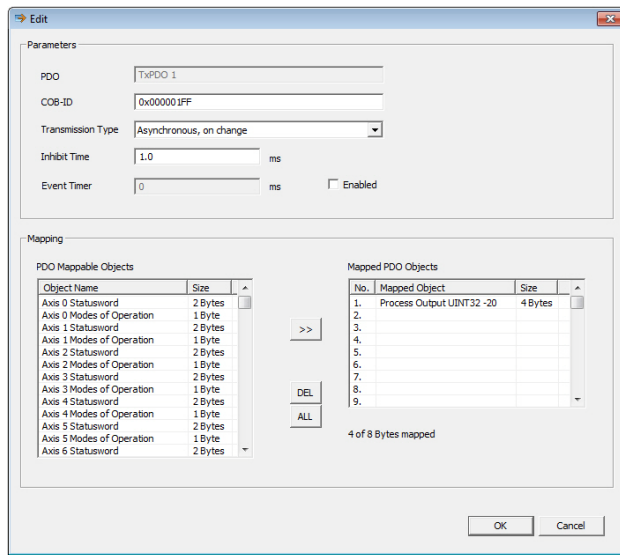 Edit
Parameters
PDO TxPDO 1
COB-ID 0x000001FF
Transmission Type Asynchronous, on change
Inhibit Time 1.0 ms
Event Timer 0 ms Enabled
Mapping
PDO Mappable Objects
Object Name Size
Axis 0 Statusword 2 Bytes
Axis 0 Modes of Operation 1 Byte
Axis 1 Statusword 2 Bytes
Axis 1 Modes of Operation 1 Byte
Axis 2 Statusword 2 Bytes
Axis 2 Modes of Operation 1 Byte
Axis 3 Statusword 2 Bytes
Axis 3 Modes of Operation 1 Byte
Axis 4 Statusword 2 Bytes
Axis 4 Modes of Operation 1 Byte
Axis 5 Statusword 2 Bytes
Axis 5 Modes of Operation 1 Byte
Axis 6 Statusword 2 Bytes
>>
DEL
ALL
Mapped PDO Objects
No. Mapped Object Size
1. Process Output UINT32 -20 4 Bytes
2.
3.
4.
5.
6.
7.
8.
9.
4 of 8 Bytes mapped
OK Cancel